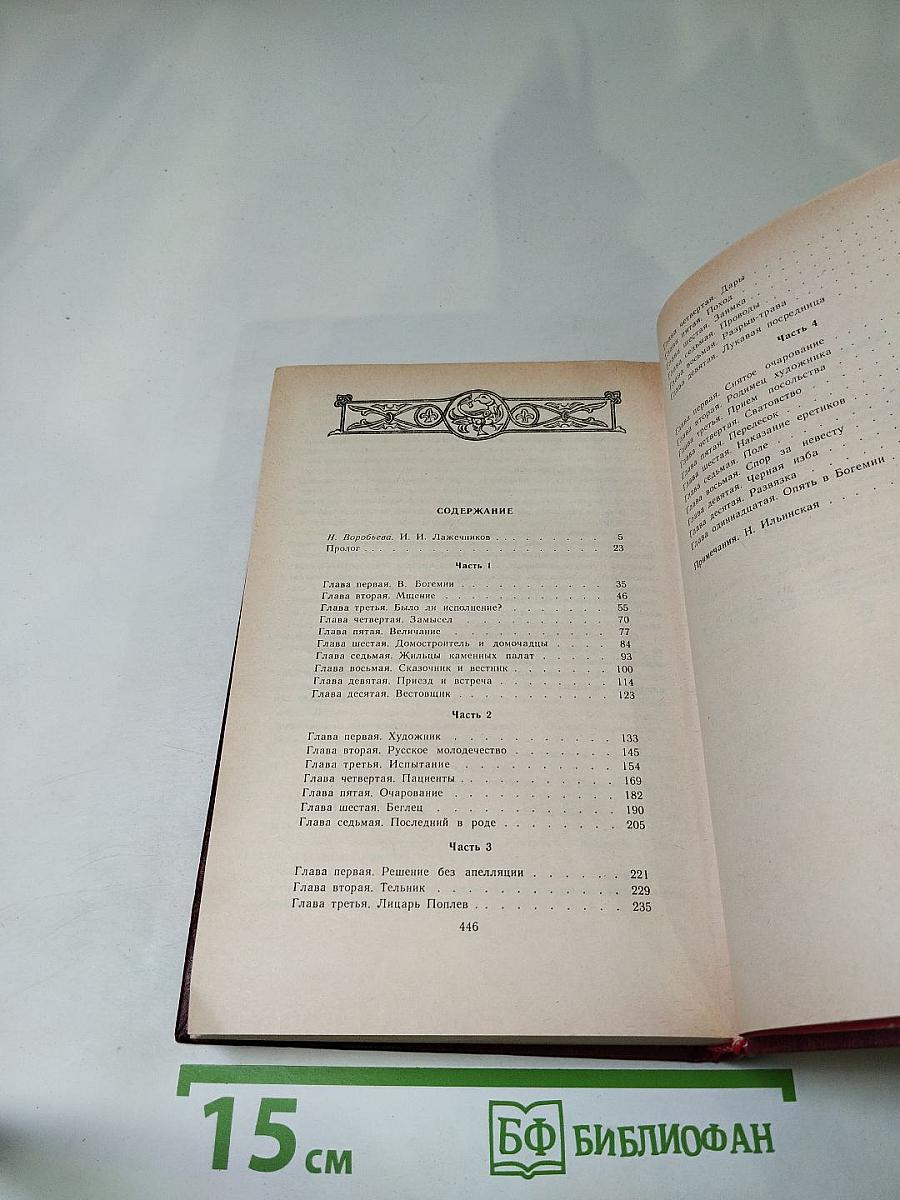 СОДЕРЖАНИЕ
Н. Воробьева. И. И. Лажечников . . . . . . . . . . 5
Пролог . . . . . . . . . . 23
Часть 1
Глава первая. В. Богемии . . . . . . . . . . 35
Глава вторая. Мщение . . . . . . . . . . 46
Глава третья. Было ли исполнение? . . . . . . . . 55
Глава четвертая. Замысел . . . . . . . . . . 70
Глава пятая. Величание . . . . . . . . . . 77
Глава шестая. Домостроитель и домочадцы . . . . 84
Глава седьмая. Жильцы каменных палат . . . . . . 93
Глава восьмая. Сказочник и вестник . . . . . . . . 100
Глава девятая. Приезд и встреча . . . . . . . . 114
Глава десятая. Вестовщик . . . . . . . . . . 123
Часть 2
Глава первая. Художник . . . . . . . . . . 133
Глава вторая. Русское молодечество . . . . . . . 145
Глава третья. Испытание . . . . . . . . . . 154
Глава четвертая. Пациенты . . . . . . . . . . 169
Глава пятая. Очарование . . . . . . . . . . 182
Глава шестая. Беглец . . . . . . . . . . 190
Глава седьмая. Последний в роде . . . . . . . . 205
Часть 3
Глава первая. Решение без апелляции . . . . . . 221
Глава вторая. Тельник . . . . . . . . . . 229
Глава третья. Лицарь Поплев . . . . . . . . . . 235
446
Глава четвертая. Дары
Глава пятая. Поход
Глава шестая. Заимка
Глава седьмая. Проводы
Глава восьмая. Разрыв-трава
Глава девятая. Лукавая посредница
Часть 4
Глава первая. Снятое очарование
Глава вторая. Родимец художника
Глава третья. Прием посольства
Глава четвертая. Сватовство
Глава пятая. Перелесок
Глава шестая. Наказание еретиков
Глава седьмая. Поле
Глава восьмая. Спор за невесту
Глава девятая. Черная изба
Глава десятая. Развязка
Глава одиннадцатая. Опять в Богемии
Примечания. Н. Ильинская
15 см
БФ БИБЛИОФАН